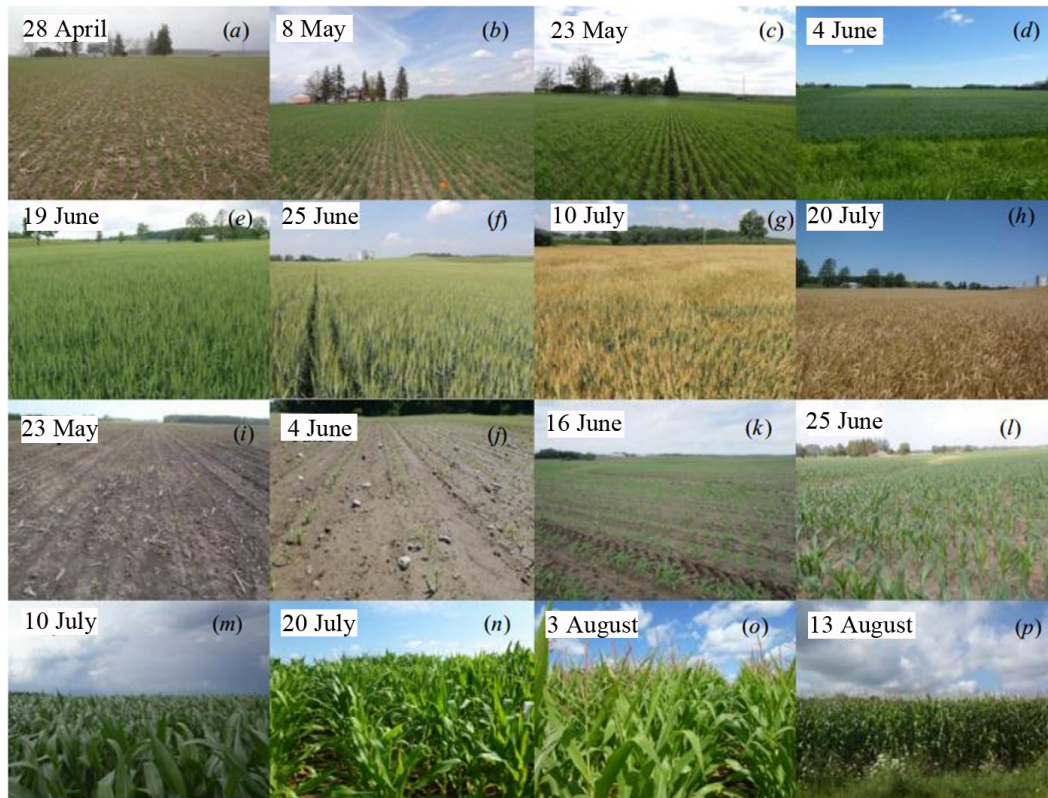 28 April (a)
8 May (b)
23 May (c)
4 June (d)
19 June (e)
25 June (f)
10 July (g)
20 July (h)
23 May (i)
4 June (j)
16 June (k)
25 June (l)
10 July (m)
20 July (n)
3 August (o)
13 August (p)